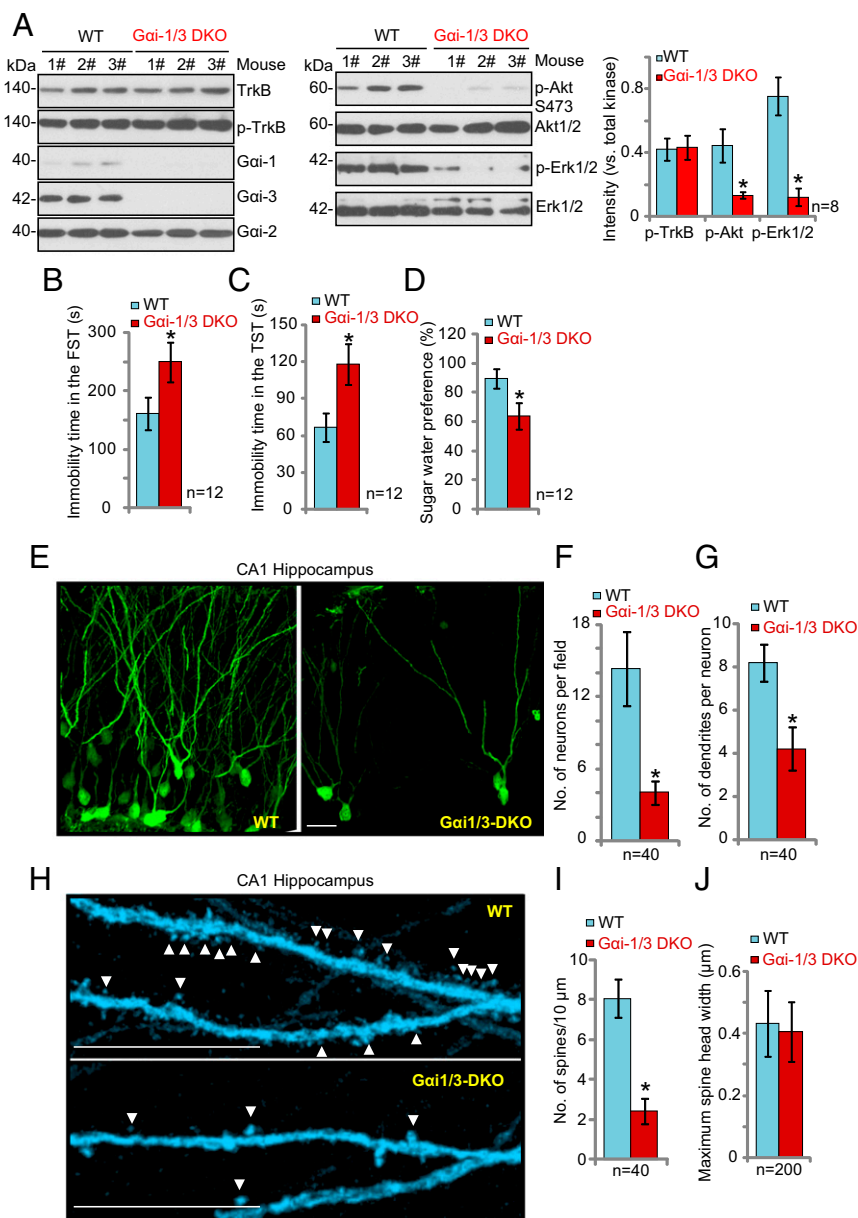 A
WT Gαi-1/3 DKO
kDa 1# 2# 3# 1# 2# 3# Mouse
140- TrkB
140- p-TrkB
40- Gαi-1
42- Gαi-3
40- Gαi-2
WT Gαi-1/3 DKO
kDa 1# 2# 3# 1# 2# 3# Mouse
60- p-Akt
S473
60- Akt1/2
42- p-Erk1/2
42- Erk1/2
WT
Gαi-1/3 DKO
Intensity (vs. total kinase)
0.8
0.4
0
* *
n=8
p-TrkB p-Akt p-Erk1/2
B
WT
Gαi-1/3 DKO
Immobility time in the FST (s)
300
250
150
50
0
*
n=12
C
WT
Gαi-1/3 DKO
Immobility time in the TST (s)
150
120
90
60
30
0
*
n=12
D
WT
Gαi-1/3 DKO
Sugar water preference (%)
120
100
80
60
40
20
0
*
n=12
E
CA1 Hippocampus
WT
Gαi1/3-DKO
F
WT
Gαi-1/3 DKO
No. of neurons per field
18
12
6
0
*
n=40
G
WT
Gαi-1/3 DKO
No. of dendrites per neuron
10
8
6
4
2
0
*
n=40
H
CA1 Hippocampus
WT
Gαi1/3-DKO
I
WT
Gαi-1/3 DKO
No. of spines/10 µm
10
8
6
4
2
0
*
n=40
J
WT
Gαi-1/3 DKO
Maximum spine head width (µm)
0.6
0.4
0.2
0
n=200